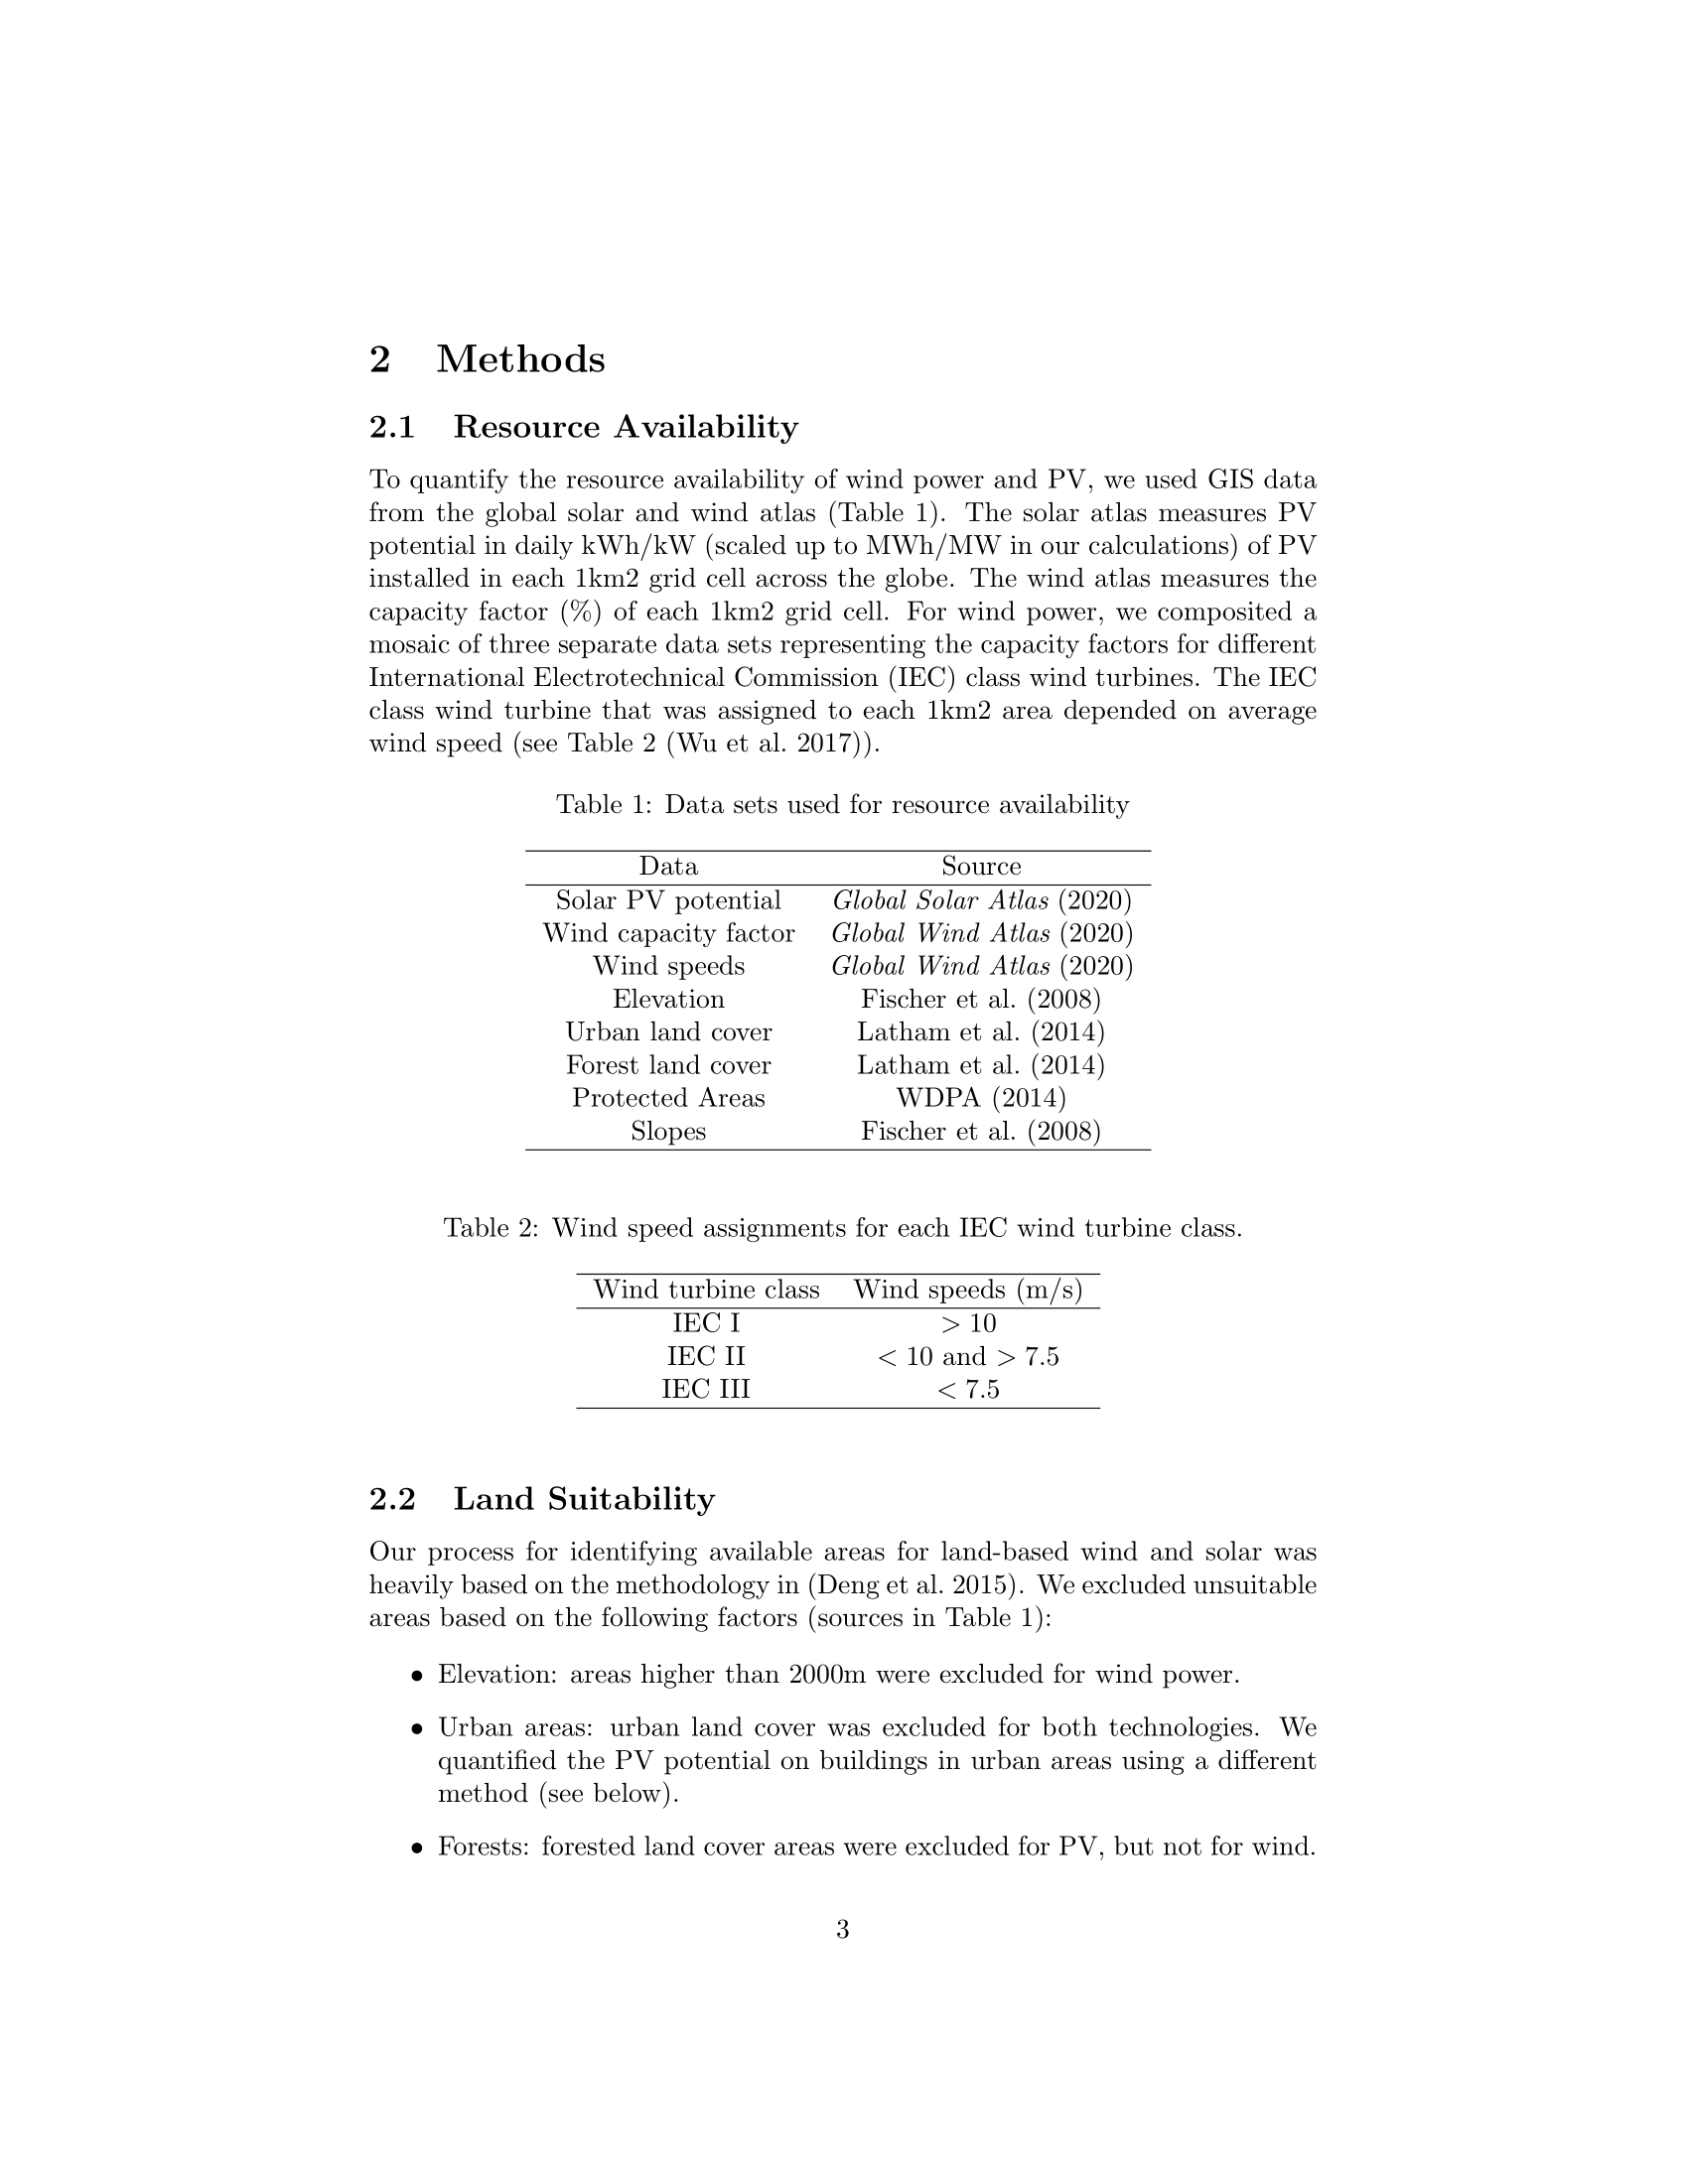 2 Methods
2.1 Resource Availability
To quantify the resource availability of wind power and PV, we used GIS data
from the global solar and wind atlas (Table 1). The solar atlas measures PV
potential in daily kWh/kW (scaled up to MWh/MW in our calculations) of PV
installed in each 1km2 grid cell across the globe. The wind atlas measures the
capacity factor (%) of each 1km2 grid cell. For wind power, we composited a
mosaic of three separate data sets representing the capacity factors for different
International Electrotechnical Commission (IEC) class wind turbines. The IEC
class wind turbine that was assigned to each 1km2 area depended on average
wind speed (see Table 2 (Wu et al. 2017)).
Table 1: Data sets used for resource availability
Data Source
Solar PV potential Global Solar Atlas (2020)
Wind capacity factor Global Wind Atlas (2020)
Wind speeds Global Wind Atlas (2020)
Elevation Fischer et al. (2008)
Urban land cover Latham et al. (2014)
Forest land cover Latham et al. (2014)
Protected Areas WDPA (2014)
Slopes Fischer et al. (2008)
Table 2: Wind speed assignments for each IEC wind turbine class.
Wind turbine class Wind speeds (m/s)
IEC I > 10
IEC II < 10 and > 7.5
IEC III < 7.5
2.2 Land Suitability
Our process for identifying available areas for land-based wind and solar was
heavily based on the methodology in (Deng et al. 2015). We excluded unsuitable
areas based on the following factors (sources in Table 1):
• Elevation: areas higher than 2000m were excluded for wind power.
• Urban areas: urban land cover was excluded for both technologies. We
quantified the PV potential on buildings in urban areas using a different
method (see below).
• Forests: forested land cover areas were excluded for PV, but not for wind.
3